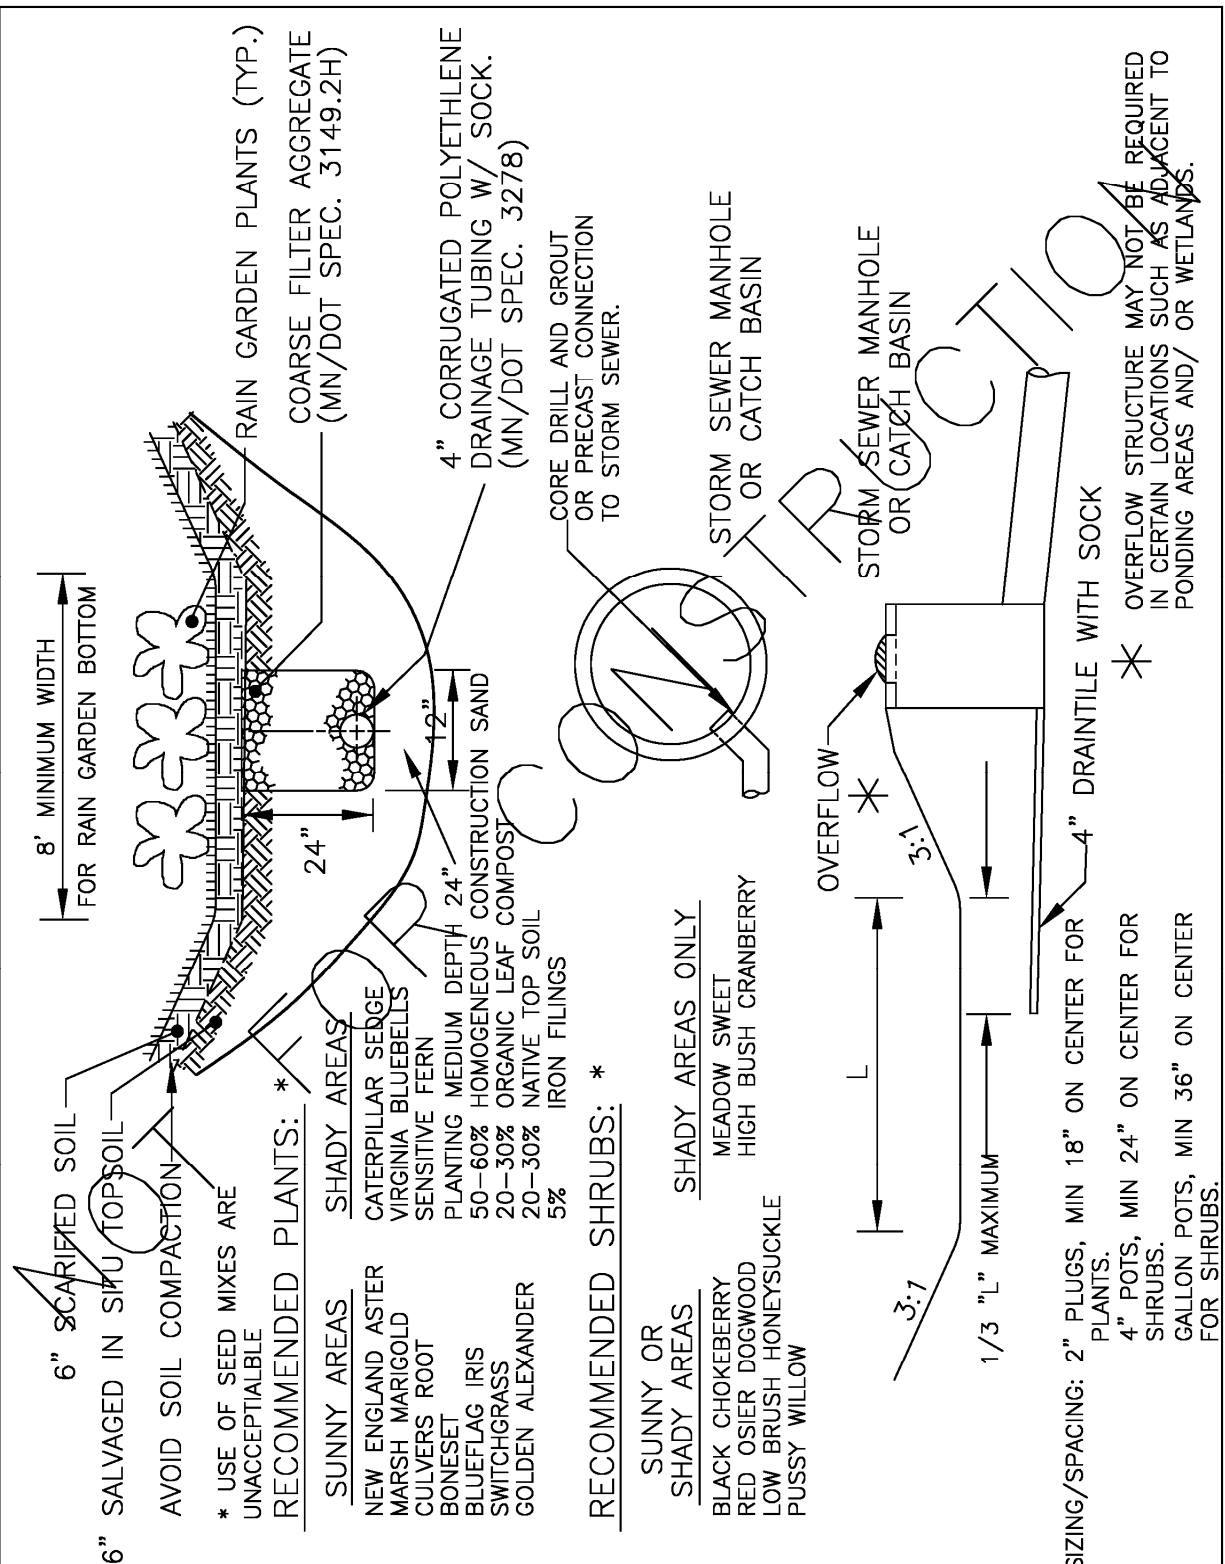 8' MINIMUM WIDTH
FOR RAIN GARDEN BOTTOM
RAIN GARDEN PLANTS (TYP.)
COARSE FILTER AGGREGATE
(MN/DOT SPEC. 3149.2H)
4" CORRUGATED POLYETHLENE
DRAINAGE TUBING W/ SOCK.
(MN/DOT SPEC. 3278)
24"
12"
6" SCARIFIED SOIL
6" SALVAGED IN SITU TOPSOIL
AVOID SOIL COMPACTION
* USE OF SEED MIXES ARE
UNACCEPTIALBLE
RECOMMENDED PLANTS: *
SUNNY AREAS
NEW ENGLAND ASTER
MARSH MARIGOLD
CULVERS ROOT
BONESET
BLUEFLAG IRIS
SWITCHGRASS
GOLDEN ALEXANDER
SHADY AREAS
CATERPILLAR SEDGE
VIRGINIA BLUEBELLS
SENSITIVE FERN
PLANTING MEDIUM DEPTH 24"
50-60% HOMOGENEOUS CONSTRUCTION SAND
20-30% ORGANIC LEAF COMPOST
20-30% NATIVE TOP SOIL
5% IRON FILINGS
CORE DRILL AND GROUT
OR PRECAST CONNECTION
TO STORM SEWER.
STORM SEWER MANHOLE
OR CATCH BASIN
RECOMMENDED SHRUBS: *
SUNNY OR
SHADY AREAS
BLACK CHOKEBERRY
RED OSIER DOGWOOD
LOW BRUSH HONEYSUCKLE
PUSSY WILLOW
SHADY AREAS ONLY
MEADOW SWEET
HIGH BUSH CRANBERRY
STORM SEWER MANHOLE
OR CATCH BASIN
OVERFLOW
*
3:1
L
3:1
1/3 "L" MAXIMUM
4" DRAINTILE WITH SOCK
* OVERFLOW STRUCTURE MAY NOT BE REQUIRED
IN CERTAIN LOCATIONS SUCH AS ADJACENT TO
PONDING AREAS AND/ OR WETLANDS.
SIZING/SPACING: 2" PLUGS, MIN 18" ON CENTER FOR
PLANTS.
4" POTS, MIN 24" ON CENTER FOR
SHRUBS.
GALLON POTS, MIN 36" ON CENTER
FOR SHRUBS.
NOT TO CONSTRUCTION